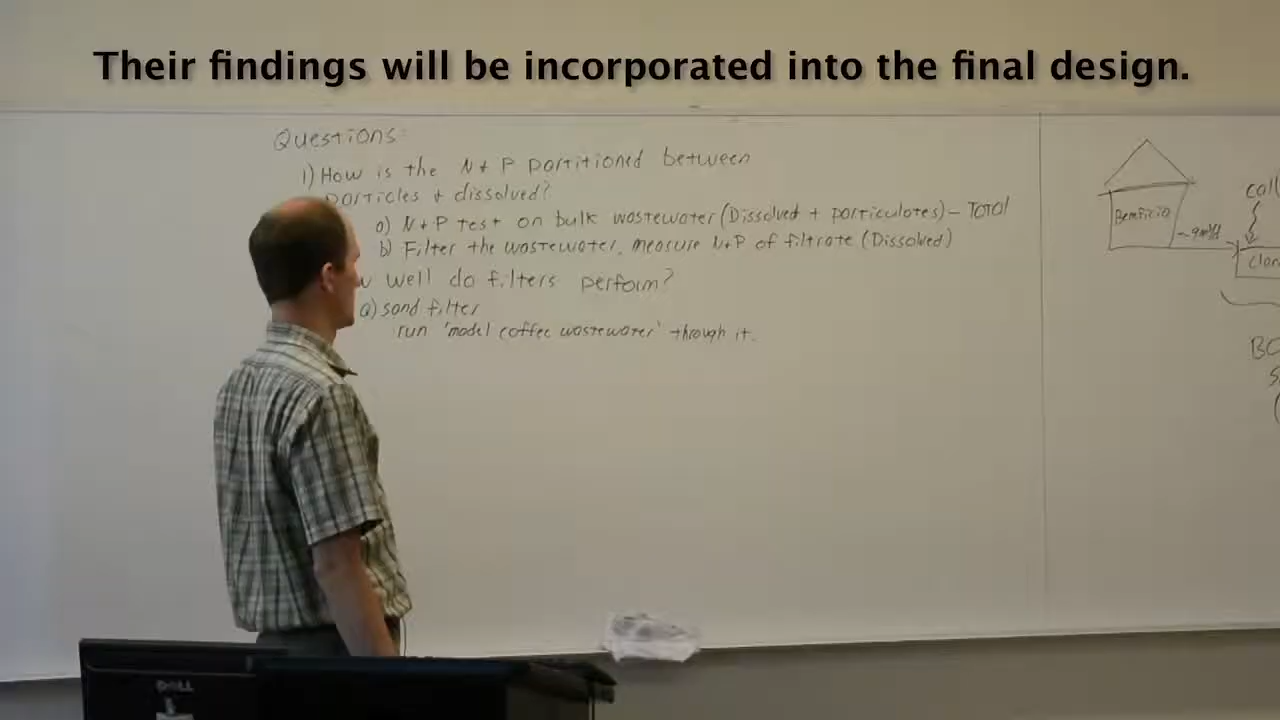 Their findings will be incorporated into the final design.
Questions:
1) How is the N + P partitioned between
particles + dissolved?
a) N+P test on bulk wastewater (Dissolved + particulates) - TOTAL
b) Filter the wastewater, measure N+P of filtrate (Dissolved)
well do filters perform?
a) sand filter
run 'model coffee wastewater' through it.
Beneficio
DELL